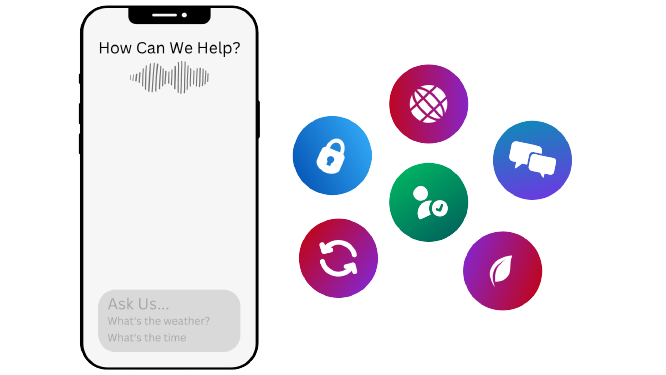 How Can We Help?
Ask Us...
What's the weather?
What's the time